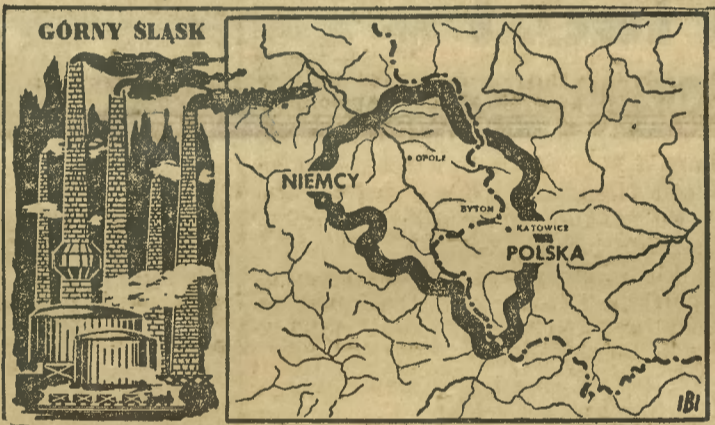 GÓRNY ŚLĄSK
OPOLE
NIEMCY
BYTOM
KATOWICE
POLSKA
IBI